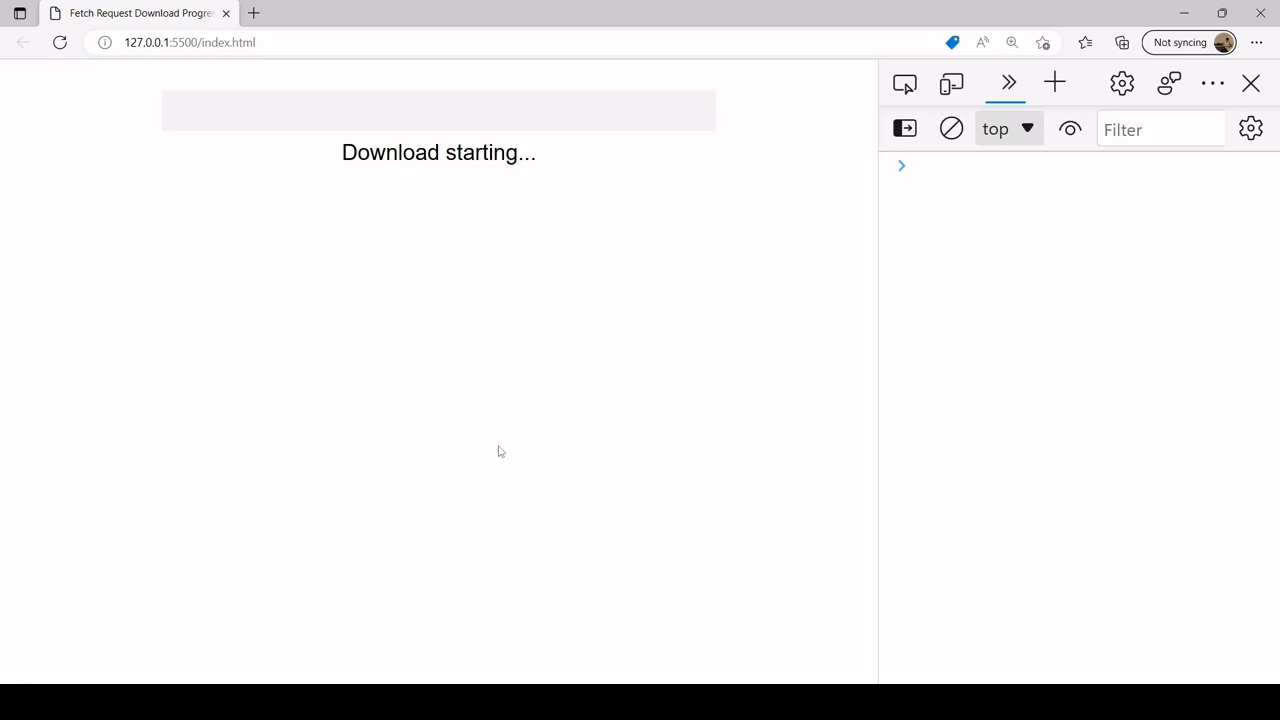 Fetch Request Download Progre
127.0.0.1:5500/index.html
Not syncing
top
Filter
Download starting...